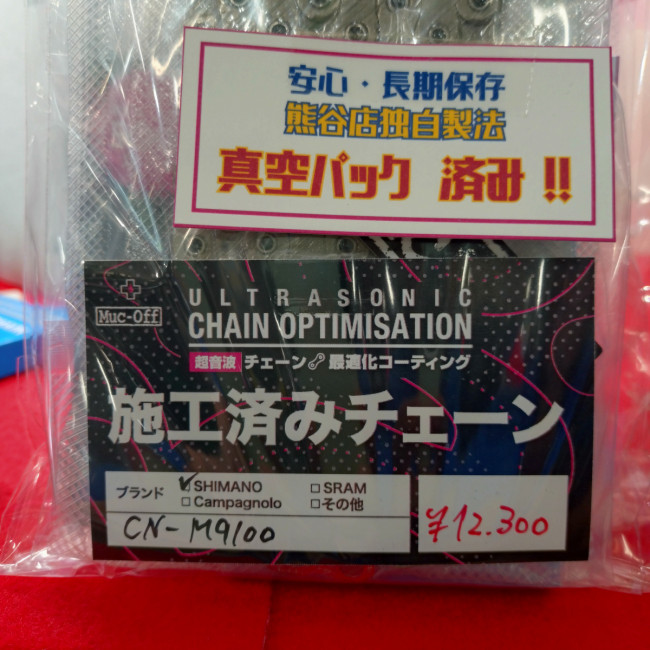 安心・長期保存
熊谷店独自製法
真空パック 済み !!
Muc-Off
ULTRASONIC
CHAIN OPTIMISATION
超音波 チェーン 最適化コーティング
施工済みチェーン
ブランド
☑SHIMANO □SRAM
□Campagnolo □その他
CN-M9100
¥12.300